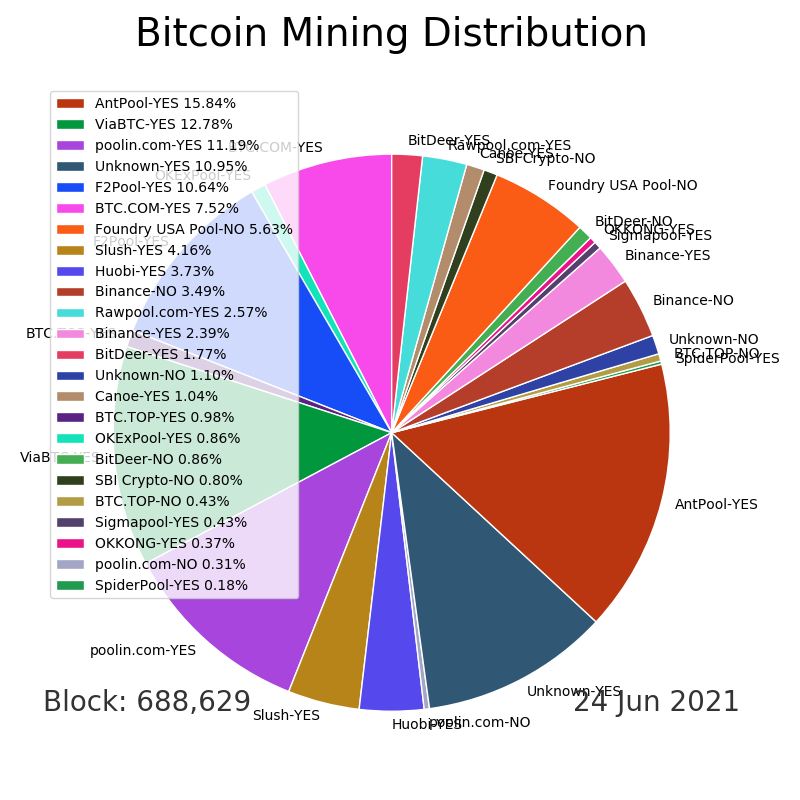 Bitcoin Mining Distribution
AntPool-YES 15.84%
ViaBTC-YES 12.78%
poolin.com-YES 11.19%
Unknown-YES 10.95%
F2Pool-YES 10.64%
BTC.COM-YES 7.52%
Foundry USA Pool-NO 5.63%
Slush-YES 4.16%
Huobi-YES 3.73%
Binance-NO 3.49%
Rawpool.com-YES 2.57%
Binance-YES 2.39%
BitDeer-YES 1.77%
Unknown-NO 1.10%
Canoe-YES 1.04%
BTC.TOP-YES 0.98%
OKExPool-YES 0.86%
BitDeer-NO 0.86%
SBI Crypto-NO 0.80%
BTC.TOP-NO 0.43%
Sigmapool-YES 0.43%
OKKONG-YES 0.37%
poolin.com-NO 0.31%
SpiderPool-YES 0.18%
BitDeer-YES
Rawpool.com-YES
Canoe-YES
SBI Crypto-NO
Foundry USA Pool-NO
BitDeer-NO
OKKONG-YES
Sigmapool-YES
Binance-YES
Binance-NO
Unknown-NO
BTC.TOP-NO
SpiderPool-YES
AntPool-YES
Unknown-YES
poolin.com-NO
Huobi-YES
Slush-YES
poolin.com-YES
ViaBTC-YES
F2Pool-YES
OKExPool-YES
Block: 688,629
24 Jun 2021